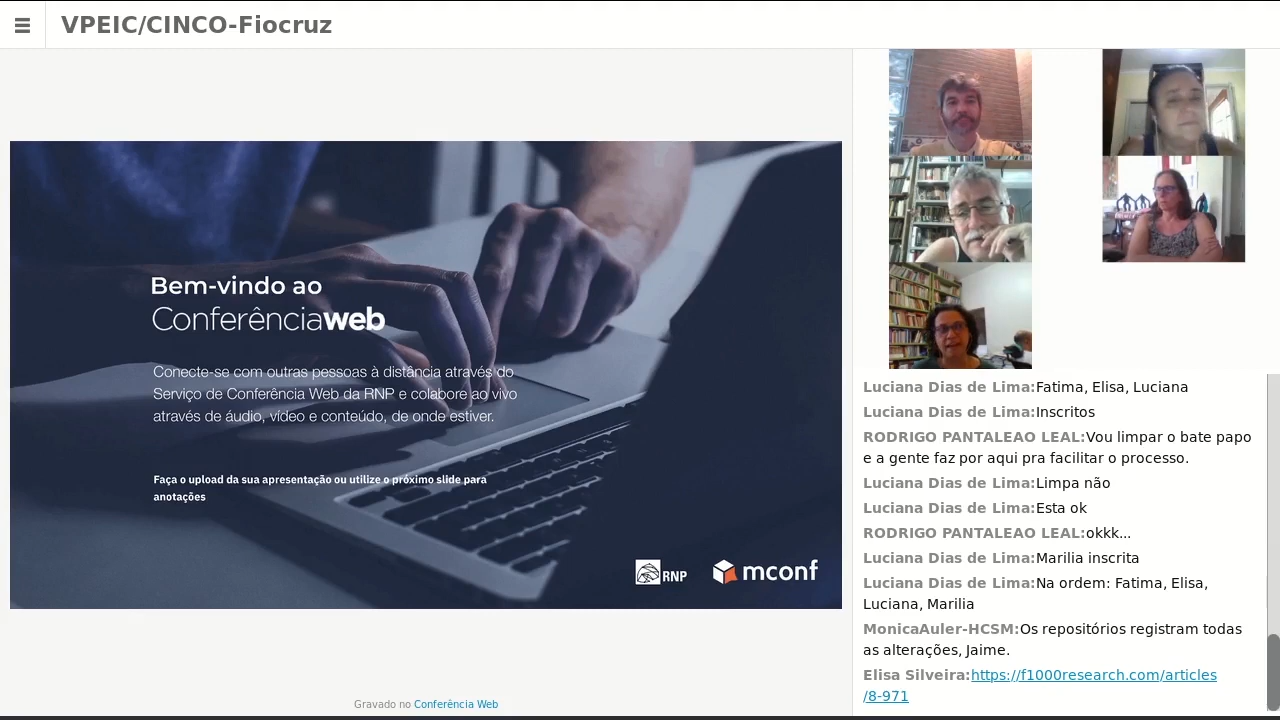 VPEIC/CINCO-Fiocruz
Bem-vindo ao
Conferênciaweb
Conecte-se com outras pessoas à distância através do
Serviço de Conferência Web da RNP e colabore ao vivo
através de áudio, vídeo e conteúdo, de onde estiver.
Faça o upload da sua apresentação ou utilize o próximo slide para
anotações
RNP
mconf
Gravado no Conferência Web
Luciana Dias de Lima:Fatima, Elisa, Luciana
Luciana Dias de Lima:Inscritos
RODRIGO PANTALEAO LEAL:Vou limpar o bate papo
e a gente faz por aqui pra facilitar o processo.
Luciana Dias de Lima:Limpa não
Luciana Dias de Lima:Esta ok
RODRIGO PANTALEAO LEAL:okkk...
Luciana Dias de Lima:Marilia inscrita
Luciana Dias de Lima:Na ordem: Fatima, Elisa,
Luciana, Marilia
MonicaAuler-HCSM:Os repositórios registram todas
as alterações, Jaime.
Elisa Silveira:https://f1000research.com/articles
/8-971